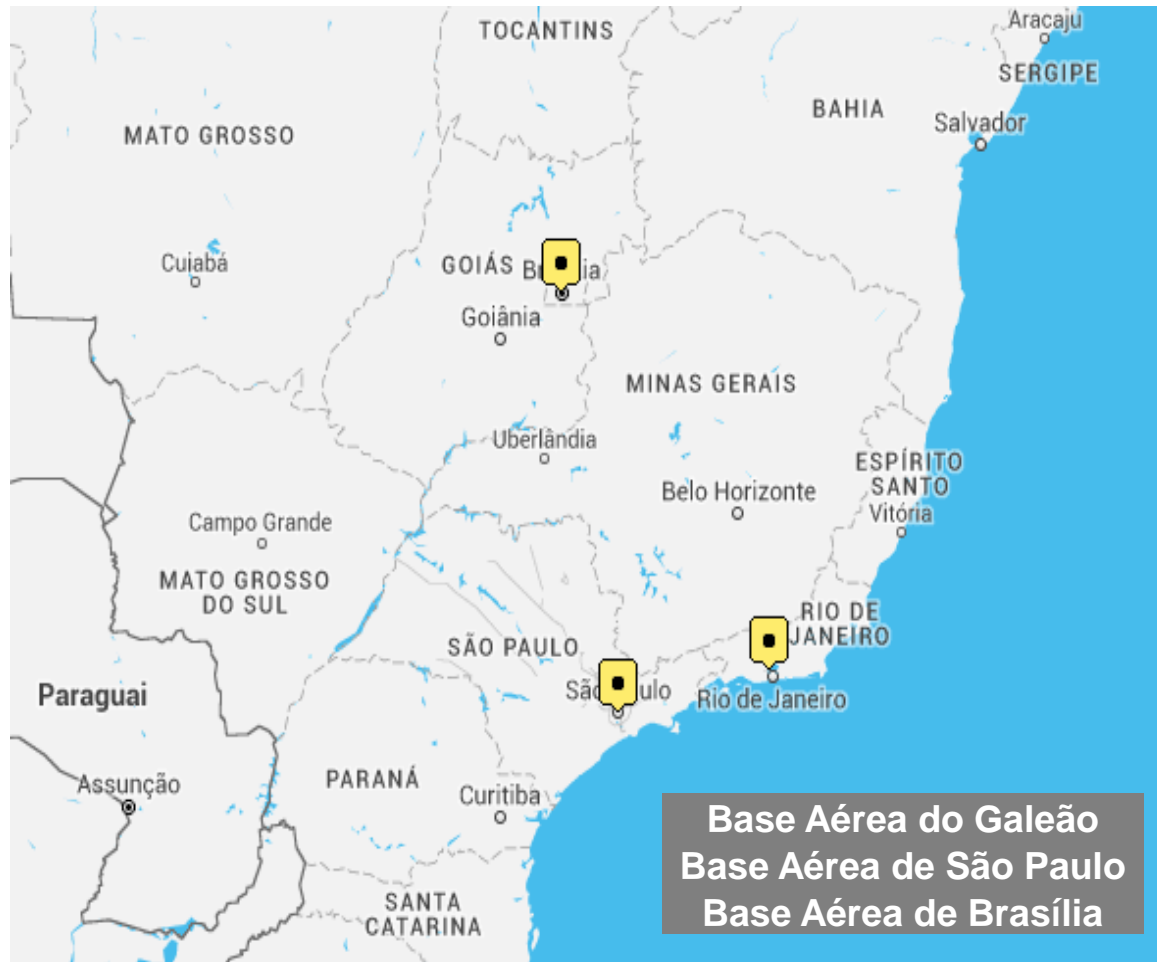 Aracaju
TOCANTINS
SERGIPE
BAHIA
Salvador
MATO GROSSO
Cuiabá
GOIÁS
Goiânia
MINAS GERAIS
Uberlândia
ESPÍRITO
SANTO
Belo Horizonte
Vitória
Campo Grande
MATO GROSSO
DO SUL
RIO DE
JANEIRO
SÃO PAULO
Paraguai
Rio de Janeiro
Assunção
PARANÁ
Curitiba
Base Aérea do Galeão
Base Aérea de São Paulo
Base Aérea de Brasília
SANTA
CATARINA